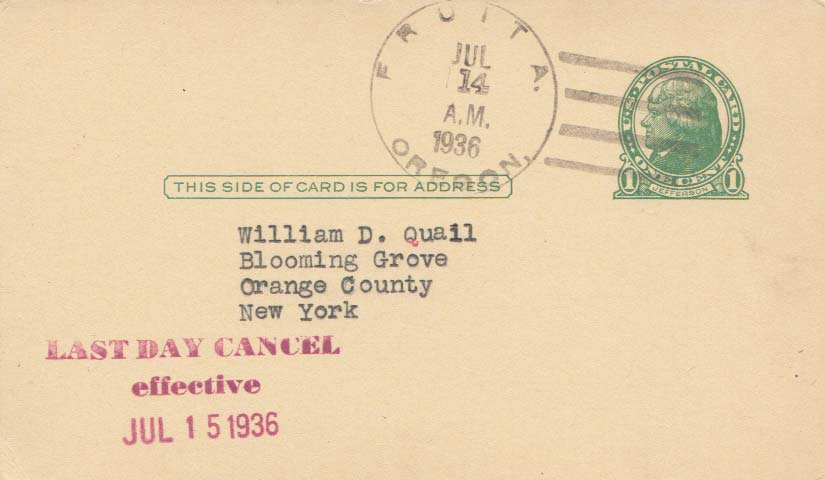 FRUITA.
JUL
14
A.M.
1936
OREGON,
U.S. POSTAL CARD
ONE CENT
1 JEFFERSON 1
THIS SIDE OF CARD IS FOR ADDRESS
William D. Quail
Blooming Grove
Orange County
New York
LAST DAY CANCEL
effective
JUL 15 1936